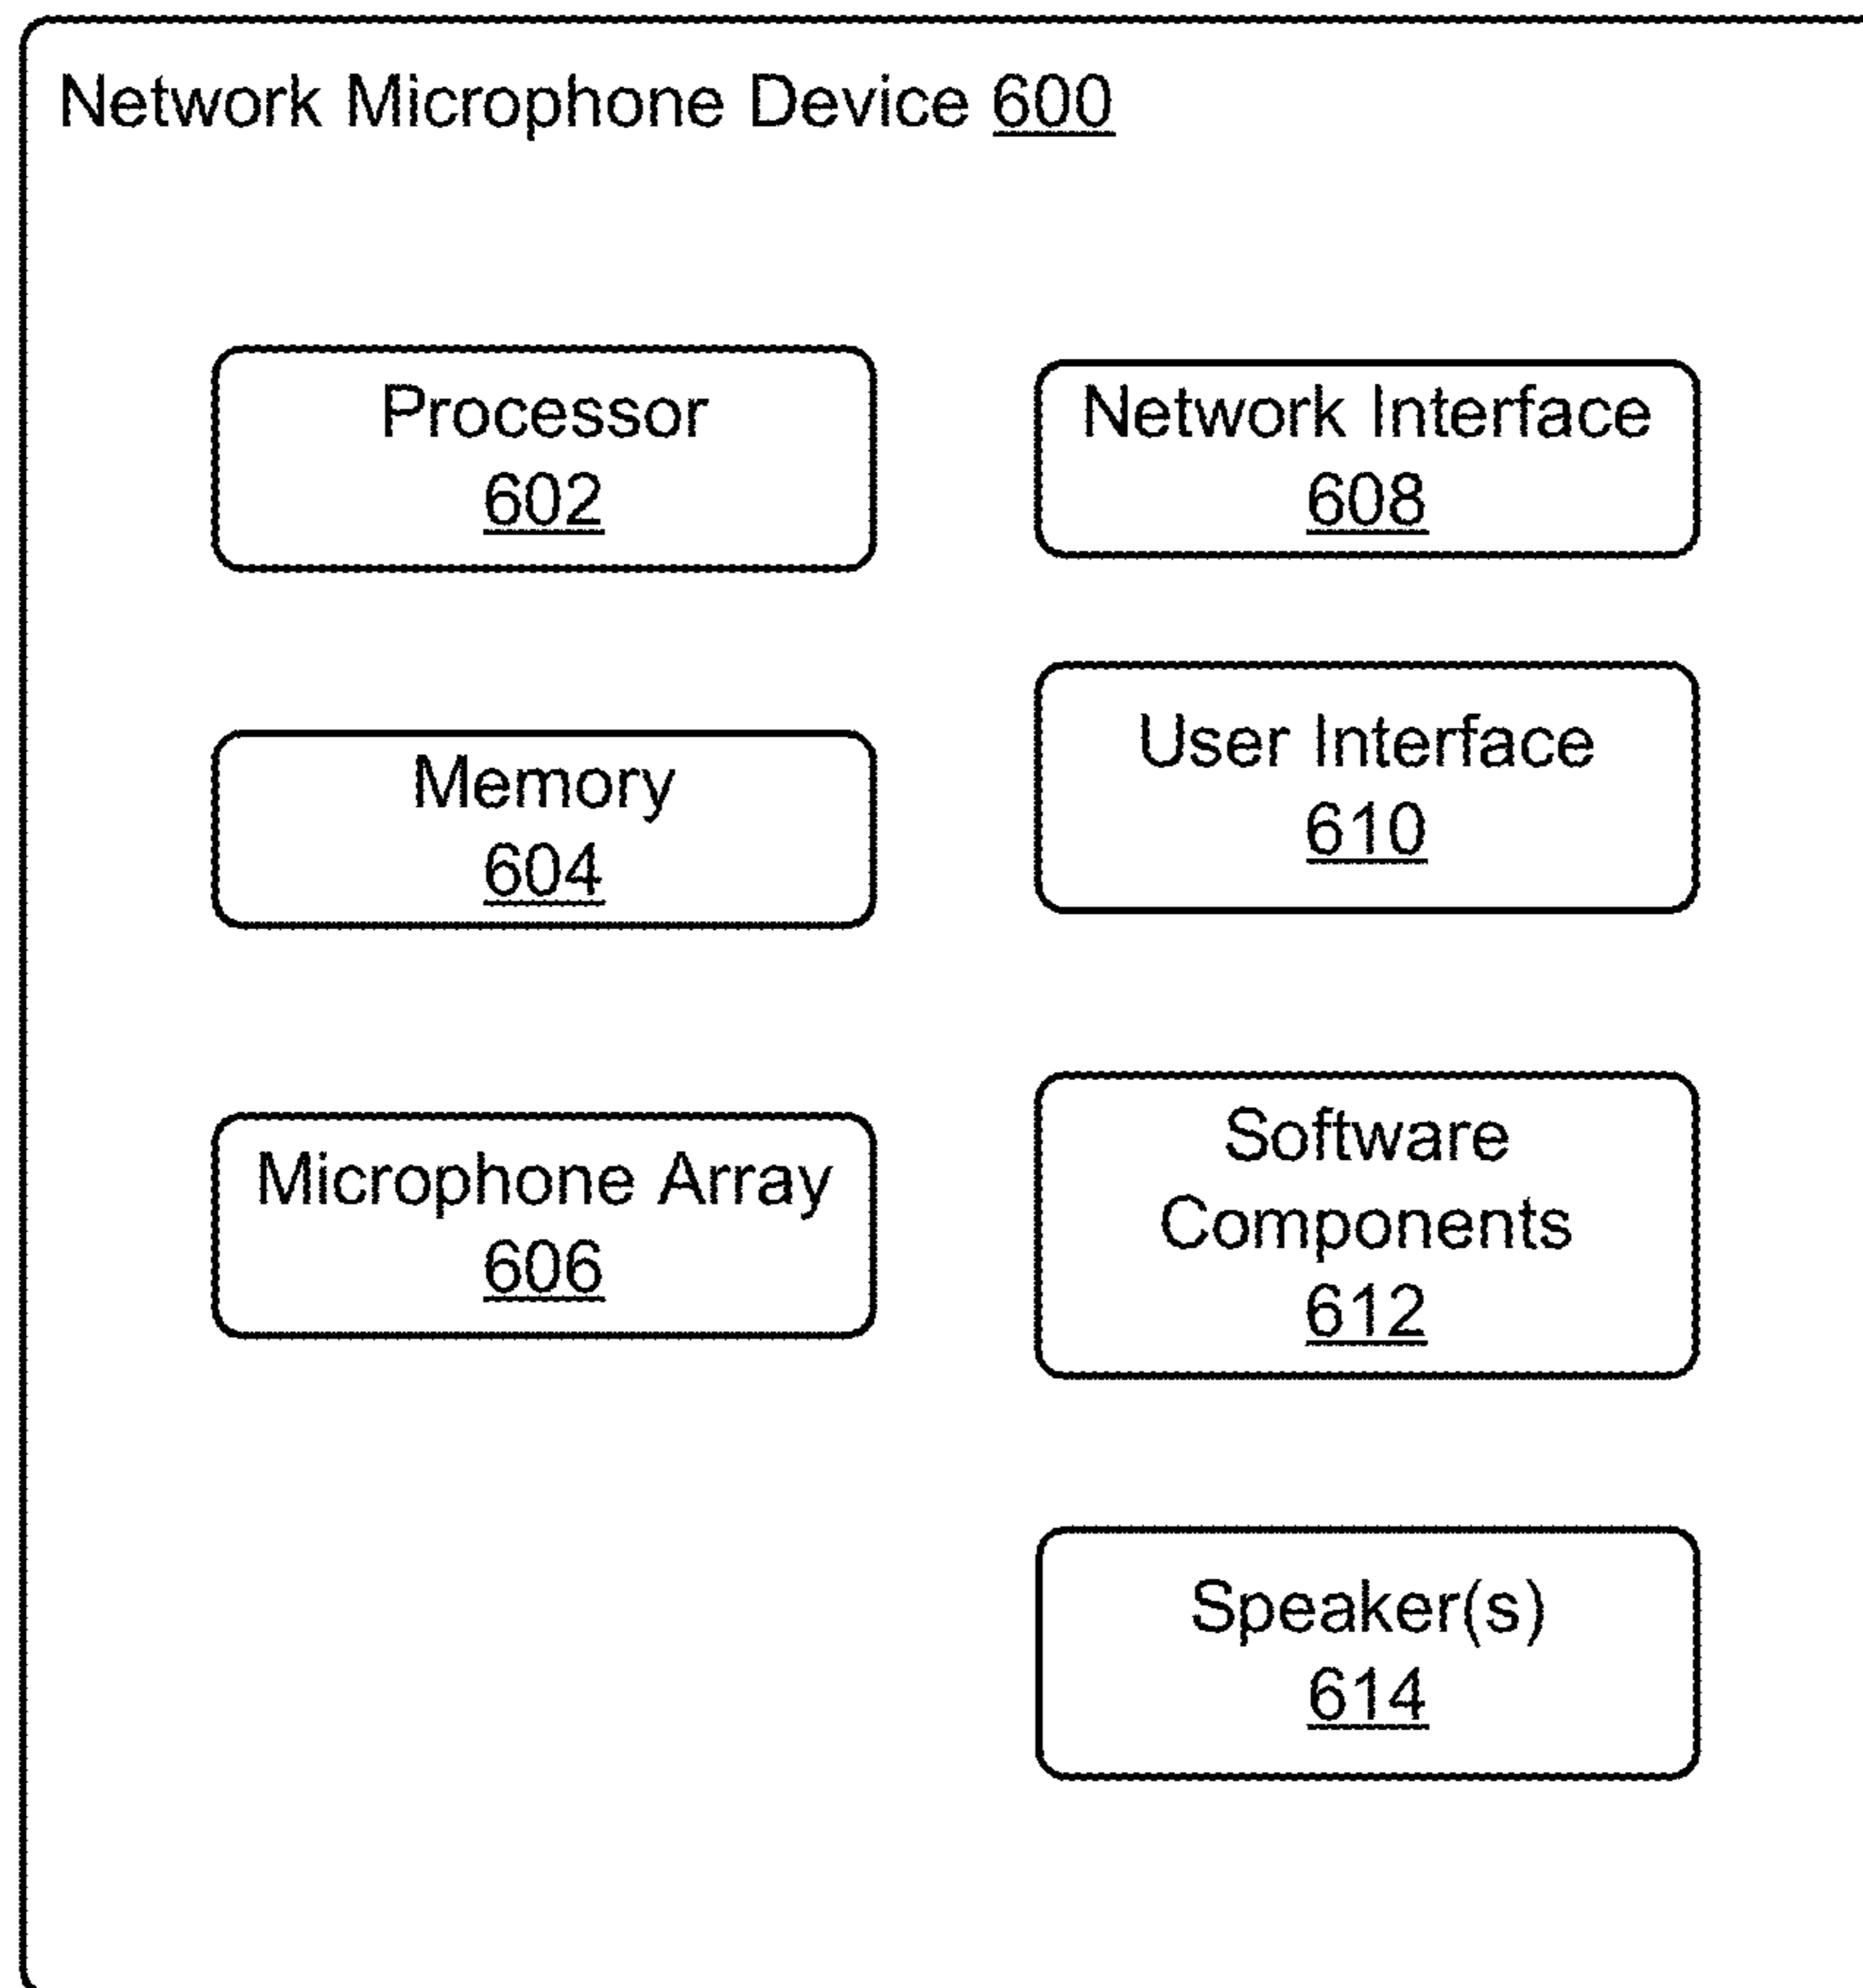 Network Microphone Device 600
Processor
602
Memory
604
Microphone Array
606
Network Interface
608
User Interface
610
Software
Components
612
Speaker(s)
614